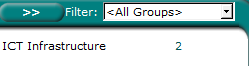 >> Filter: <All Groups>
ICT Infrastructure 2